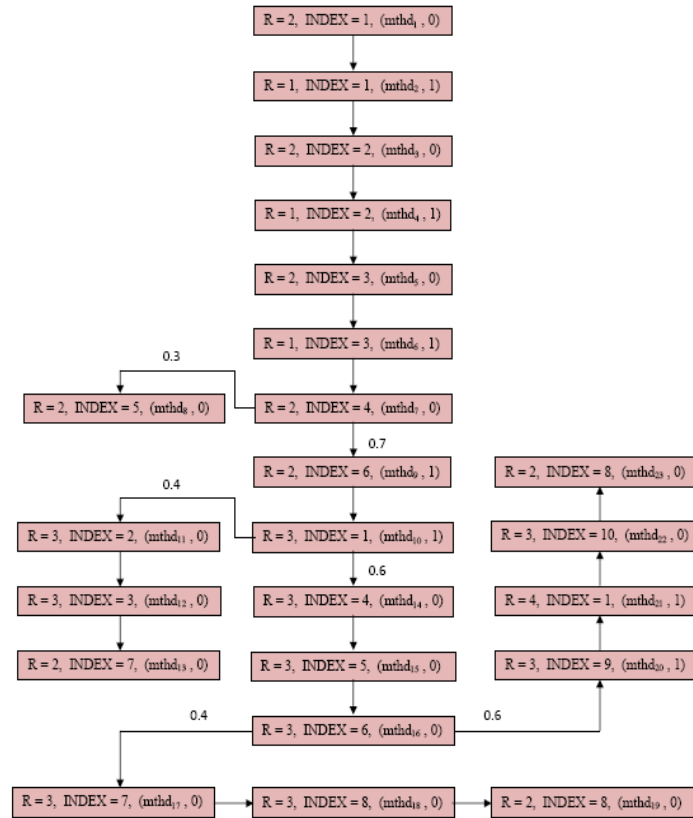 R = 2, INDEX = 1, (mthd₁ , 0)
R = 1, INDEX = 1, (mthd₂ , 1)
R = 2, INDEX = 2, (mthd₃ , 0)
R = 1, INDEX = 2, (mthd₄ , 1)
R = 2, INDEX = 3, (mthd₅ , 0)
R = 1, INDEX = 3, (mthd₆ , 1)
0.3
R = 2, INDEX = 5, (mthd₈ , 0)
R = 2, INDEX = 4, (mthd₇ , 0)
0.7
R = 2, INDEX = 6, (mthd₉ , 1)
R = 2, INDEX = 8, (mthd₂₃ , 0)
0.4
R = 3, INDEX = 2, (mthd₁₁ , 0)
R = 3, INDEX = 1, (mthd₁₀ , 1)
R = 3, INDEX = 10, (mthd₂₂ , 0)
0.6
R = 3, INDEX = 3, (mthd₁₂ , 0)
R = 3, INDEX = 4, (mthd₁₄ , 0)
R = 4, INDEX = 1, (mthd₂₁ , 1)
R = 2, INDEX = 7, (mthd₁₃ , 0)
R = 3, INDEX = 5, (mthd₁₅ , 0)
R = 3, INDEX = 9, (mthd₂₀ , 1)
0.4
R = 3, INDEX = 6, (mthd₁₆ , 0)
0.6
R = 3, INDEX = 7, (mthd₁₇ , 0)
R = 3, INDEX = 8, (mthd₁₈ , 0)
R = 2, INDEX = 8, (mthd₁₉ , 0)